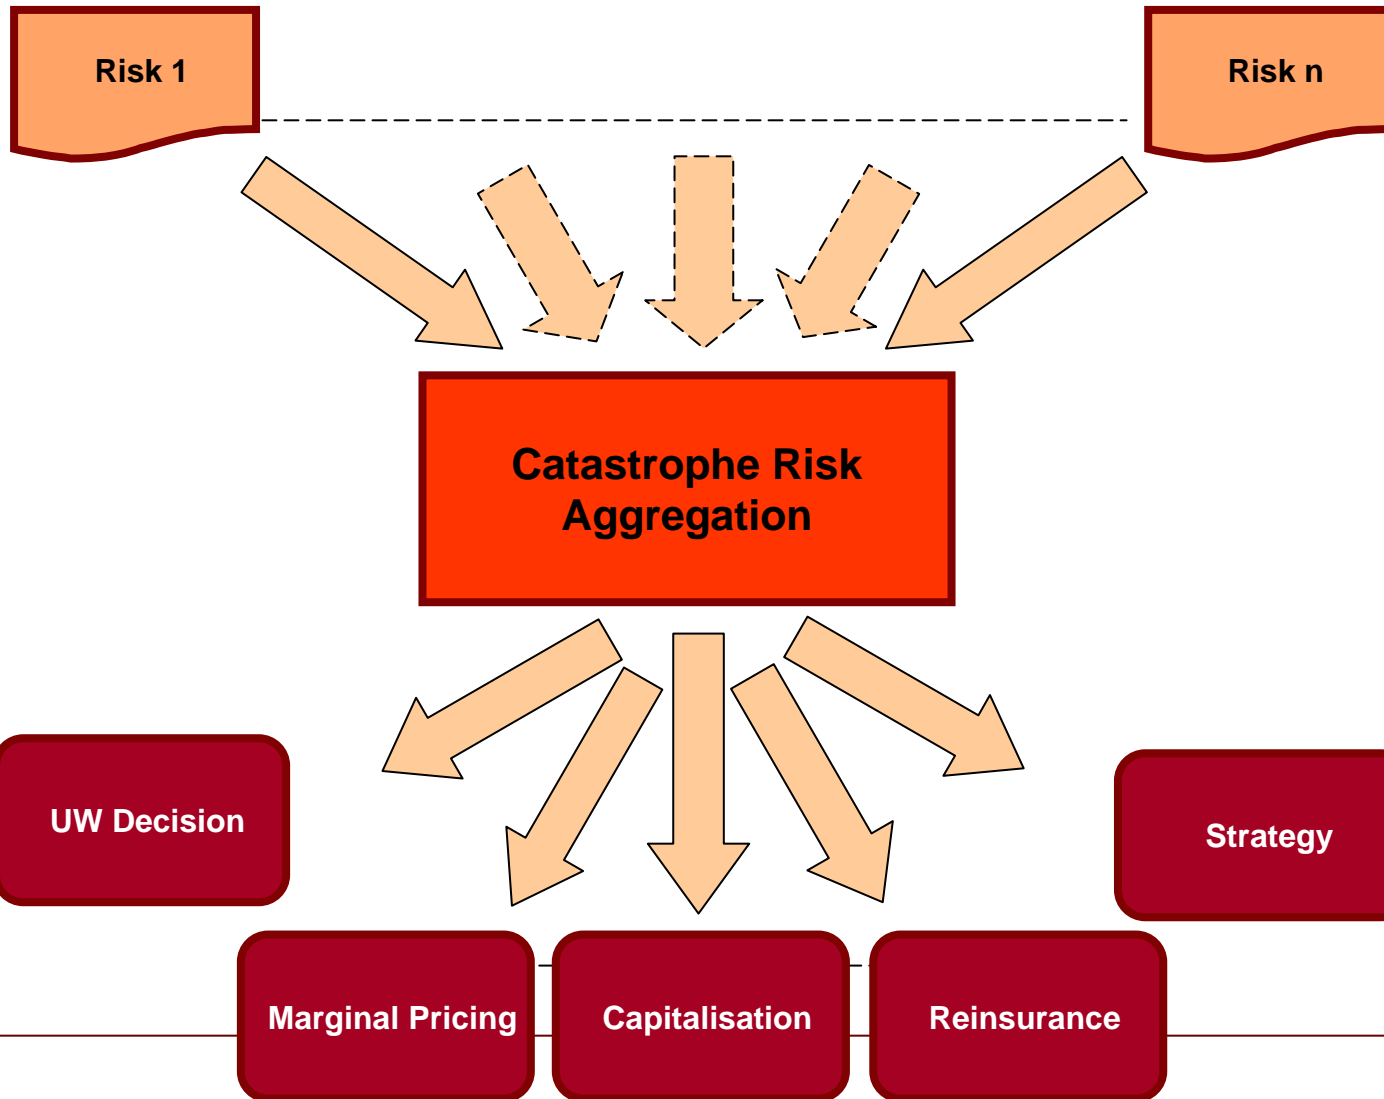 Risk 1
Risk n
Catastrophe Risk
Aggregation
UW Decision
Strategy
Marginal Pricing
Capitalisation
Reinsurance